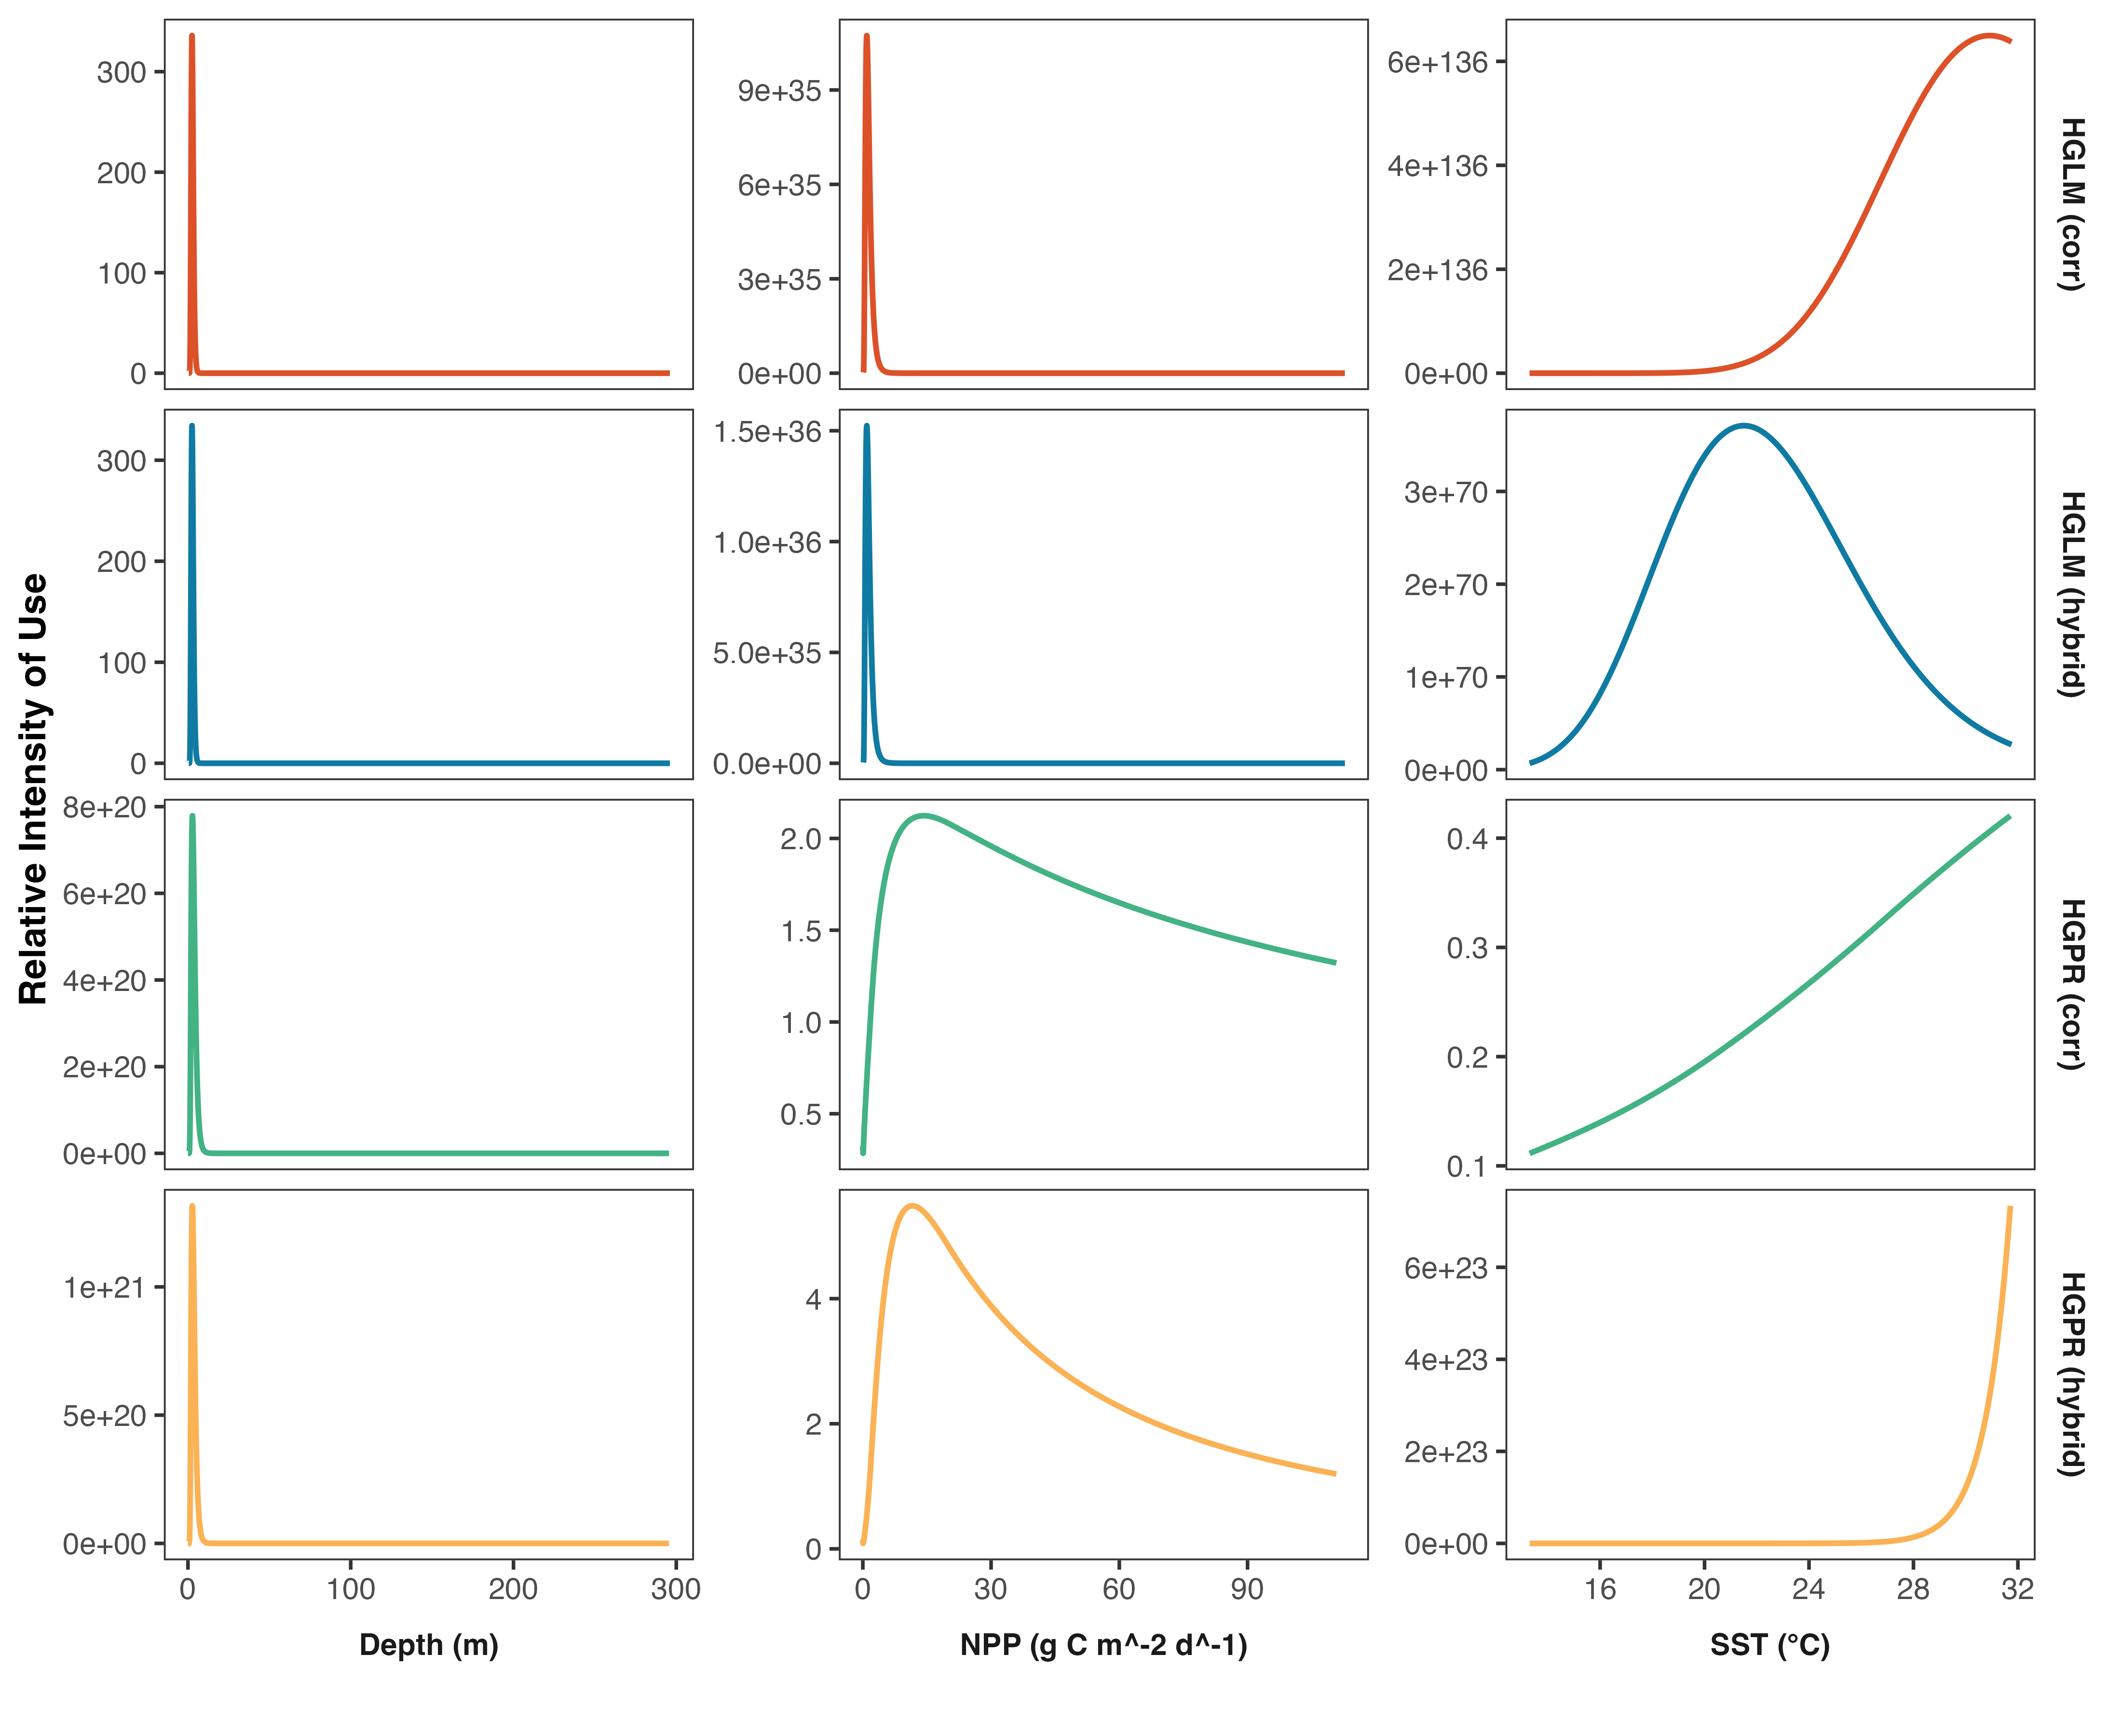 Relative Intensity of Use
300
200
100
0
9e+35
6e+35
3e+35
0e+00
6e+136
4e+136
2e+136
0e+00
HGLM (corr)
300
200
100
0
1.5e+36
1.0e+36
5.0e+35
0.0e+00
3e+70
2e+70
1e+70
0e+00
HGLM (hybrid)
8e+20
6e+20
4e+20
2e+20
0e+00
2.0
1.5
1.0
0.5
0.4
0.3
0.2
0.1
HGPR (corr)
1e+21
5e+20
0e+00
4
2
0
6e+23
4e+23
2e+23
0e+00
HGPR (hybrid)
0 100 200 300
0 30 60 90
16 20 24 28 32
Depth (m)
NPP (g C m^-2 d^-1)
SST (°C)